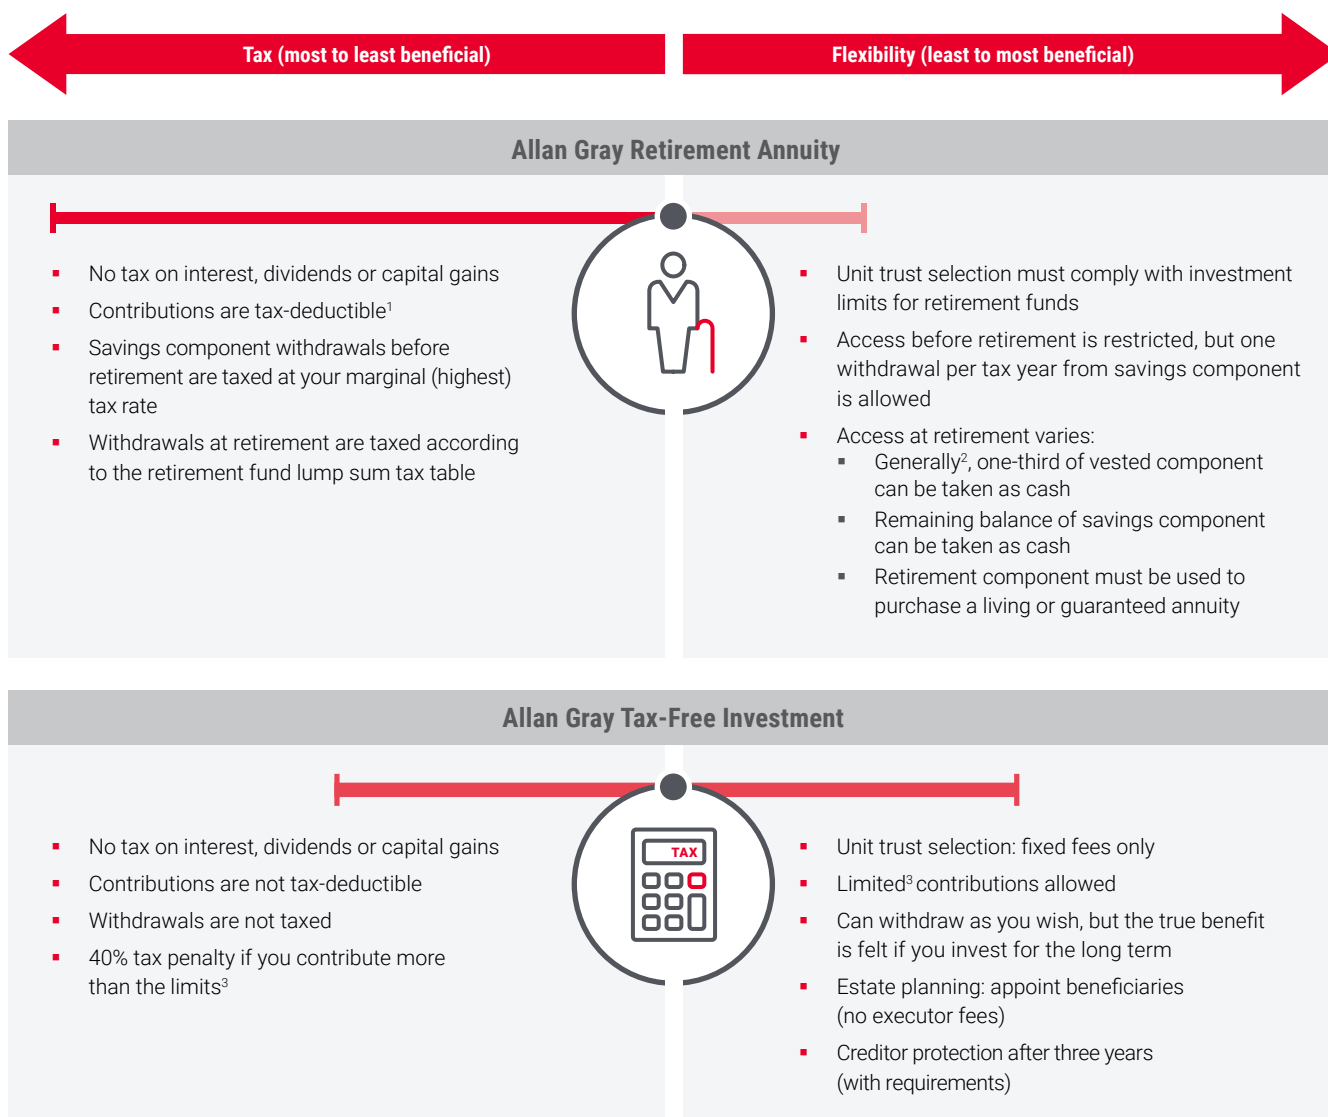 Tax (most to least beneficial)
Flexibility (least to most beneficial)
Allan Gray Retirement Annuity
▪ No tax on interest, dividends or capital gains
▪ Contributions are tax-deductible¹
▪ Savings component withdrawals before
retirement are taxed at your marginal (highest)
tax rate
▪ Withdrawals at retirement are taxed according
to the retirement fund lump sum tax table
▪ Unit trust selection must comply with investment
limits for retirement funds
▪ Access before retirement is restricted, but one
withdrawal per tax year from savings component
is allowed
▪ Access at retirement varies:
▪ Generally², one-third of vested component
can be taken as cash
▪ Remaining balance of savings component
can be taken as cash
▪ Retirement component must be used to
purchase a living or guaranteed annuity
Allan Gray Tax-Free Investment
▪ No tax on interest, dividends or capital gains
▪ Contributions are not tax-deductible
▪ Withdrawals are not taxed
▪ 40% tax penalty if you contribute more
than the limits³
TAX
▪ Unit trust selection: fixed fees only
▪ Limited³ contributions allowed
▪ Can withdraw as you wish, but the true benefit
is felt if you invest for the long term
▪ Estate planning: appoint beneficiaries
(no executor fees)
▪ Creditor protection after three years
(with requirements)